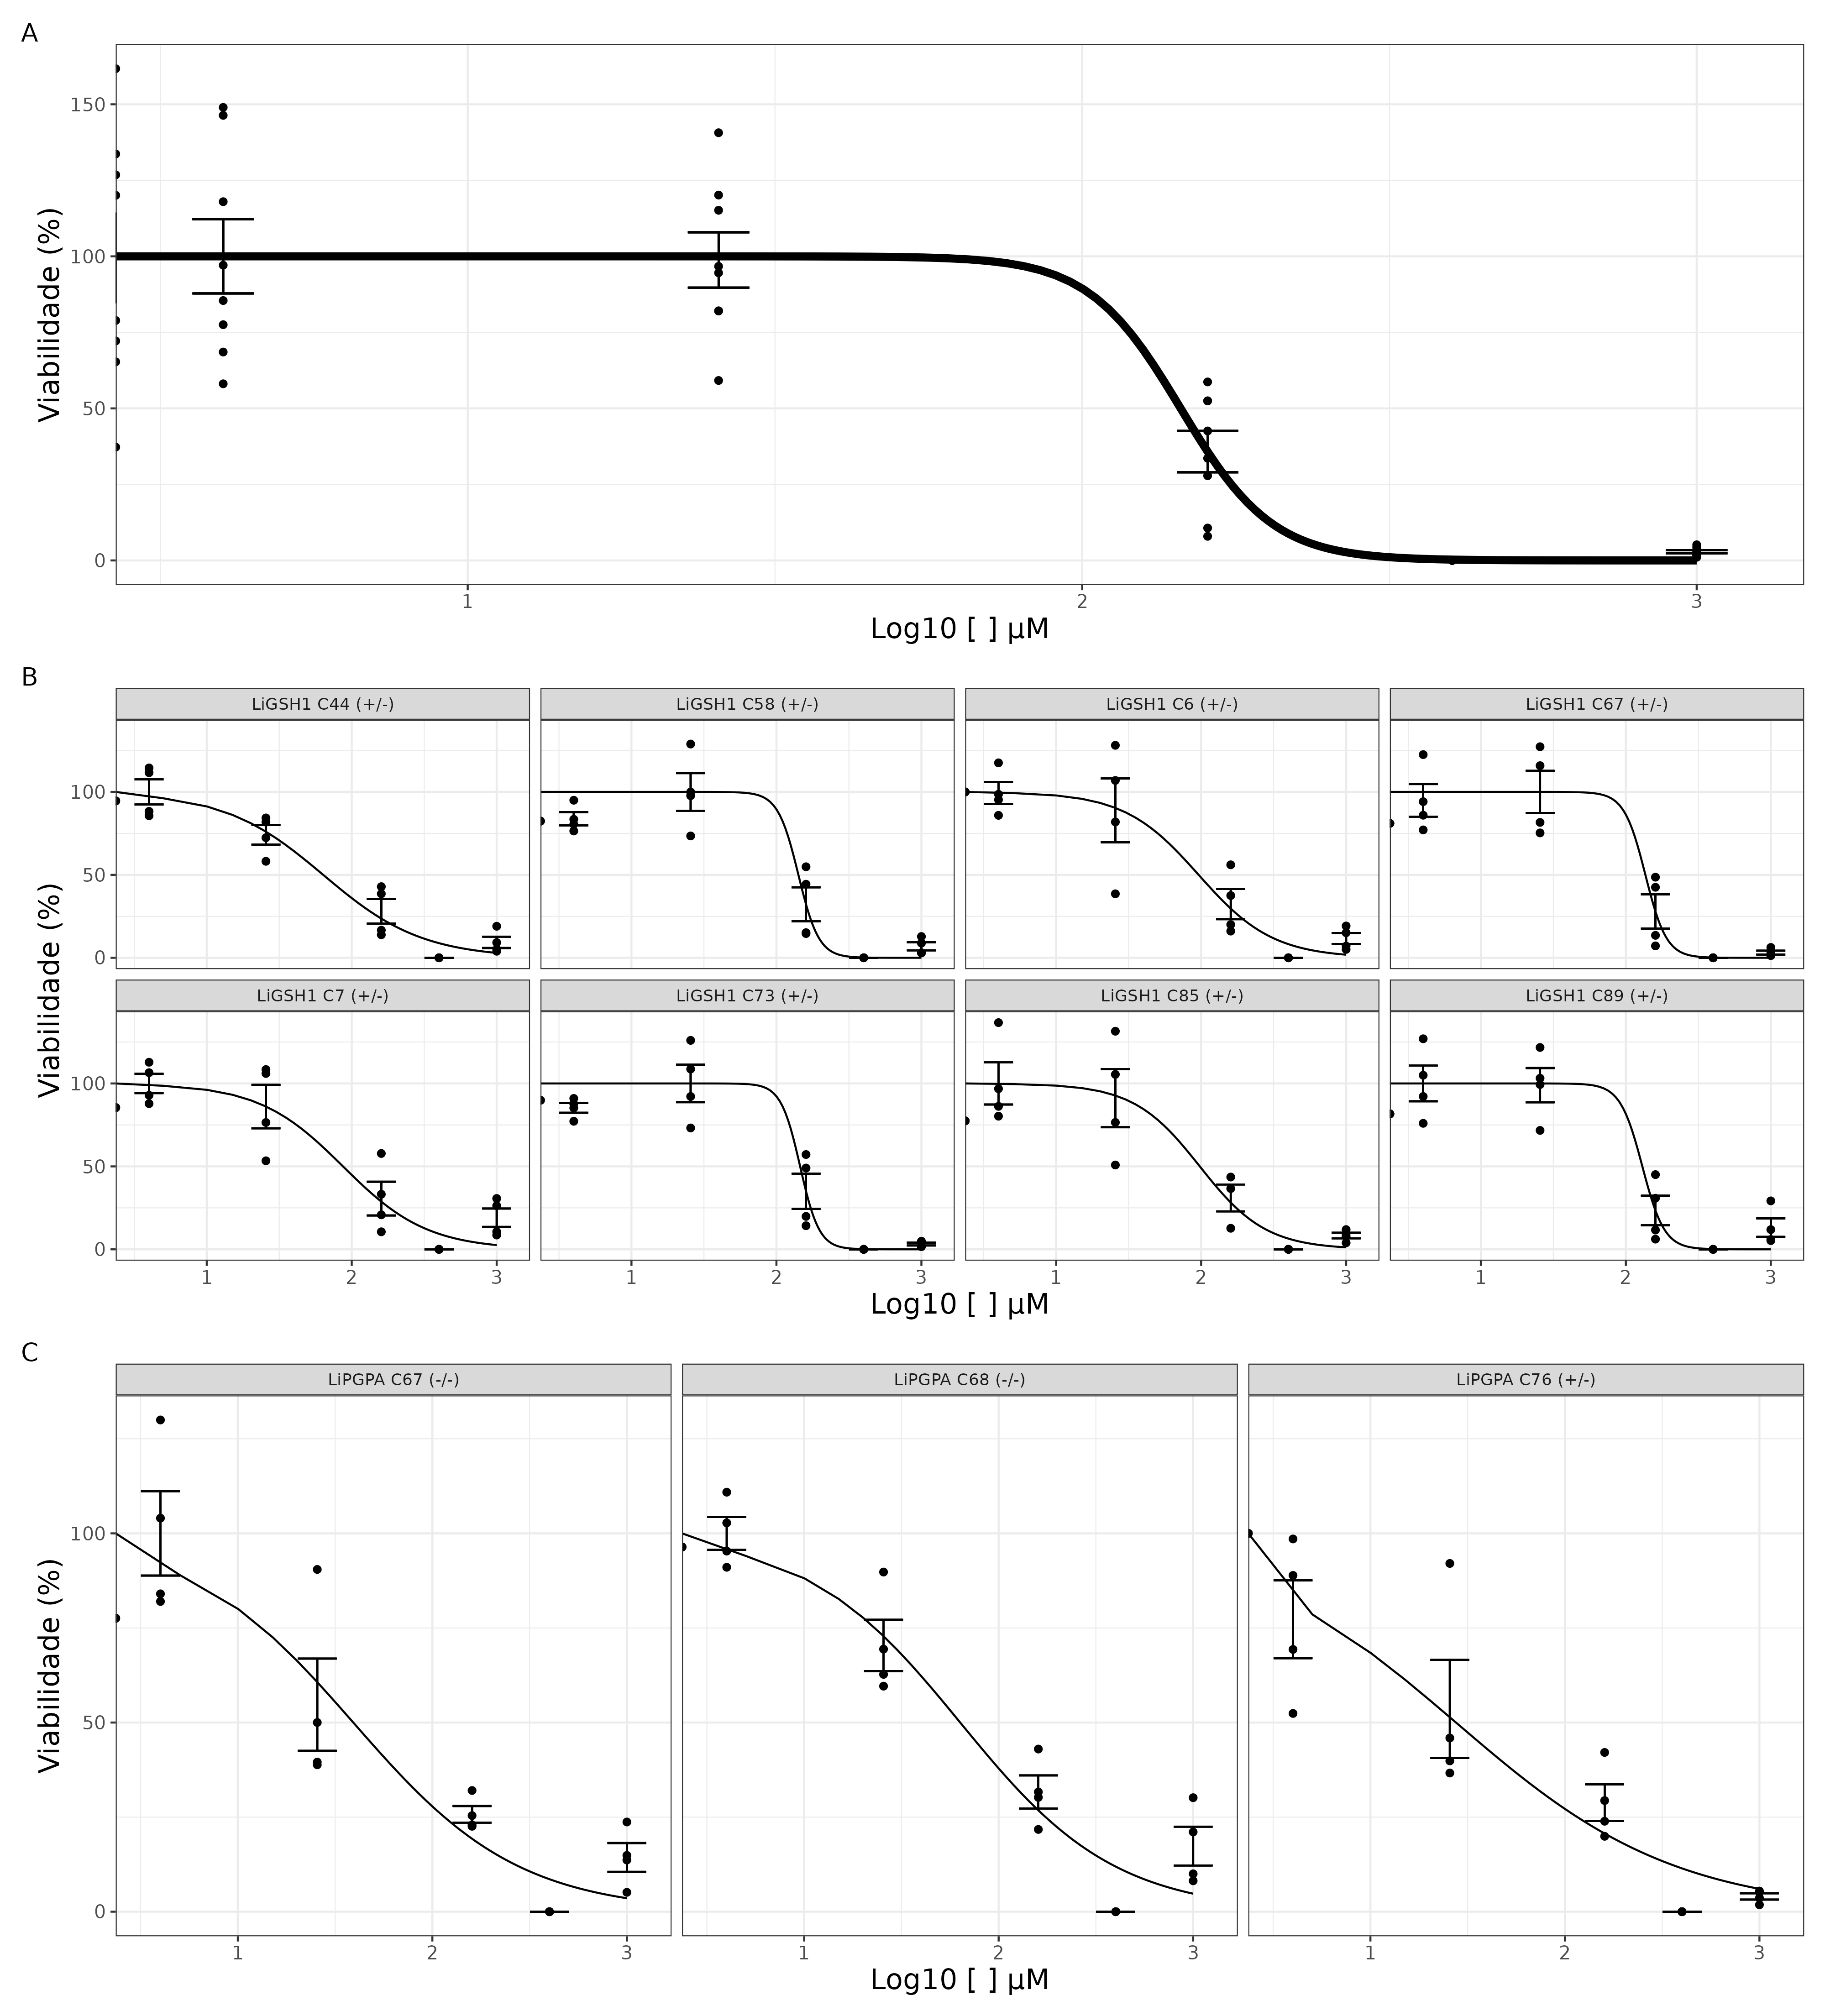 A
Viabilidade (%)
150
100
50
0
1 2 3
Log10 [ ] µM
B
LiGSH1 C44 (+/-) LiGSH1 C58 (+/-) LiGSH1 C6 (+/-) LiGSH1 C67 (+/-)
Viabilidade (%)
100
50
0
LiGSH1 C7 (+/-) LiGSH1 C73 (+/-) LiGSH1 C85 (+/-) LiGSH1 C89 (+/-)
100
50
0
1 2 3 1 2 3 1 2 3 1 2 3
Log10 [ ] µM
C
LiPGPA C67 (-/-) LiPGPA C68 (-/-) LiPGPA C76 (+/-)
Viabilidade (%)
100
50
0
1 2 3 1 2 3 1 2 3
Log10 [ ] µM